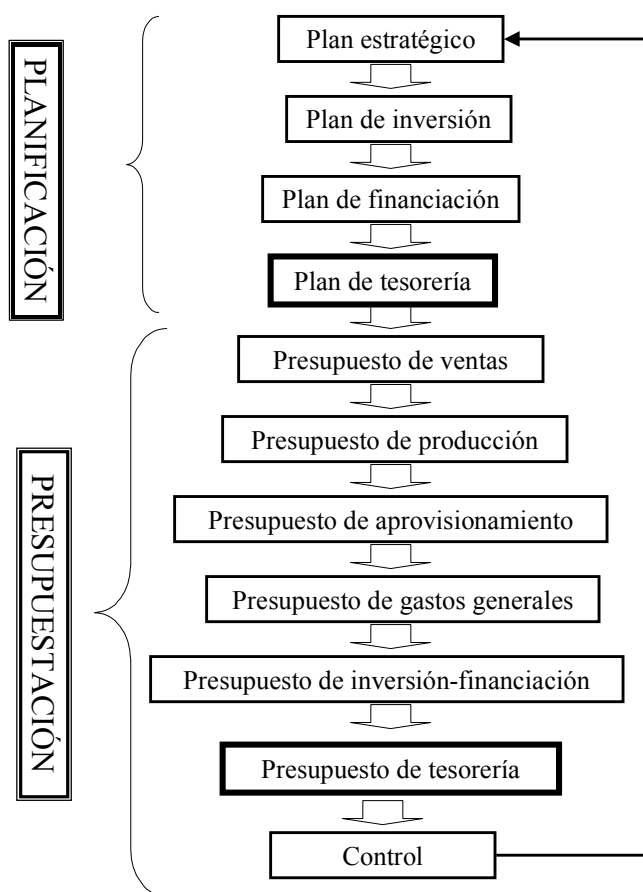 PLANIFICACIÓN
Plan estratégico
Plan de inversión
Plan de financiación
Plan de tesorería
PRESUPUESTACIÓN
Presupuesto de ventas
Presupuesto de producción
Presupuesto de aprovisionamiento
Presupuesto de gastos generales
Presupuesto de inversión-financiación
Presupuesto de tesorería
Control